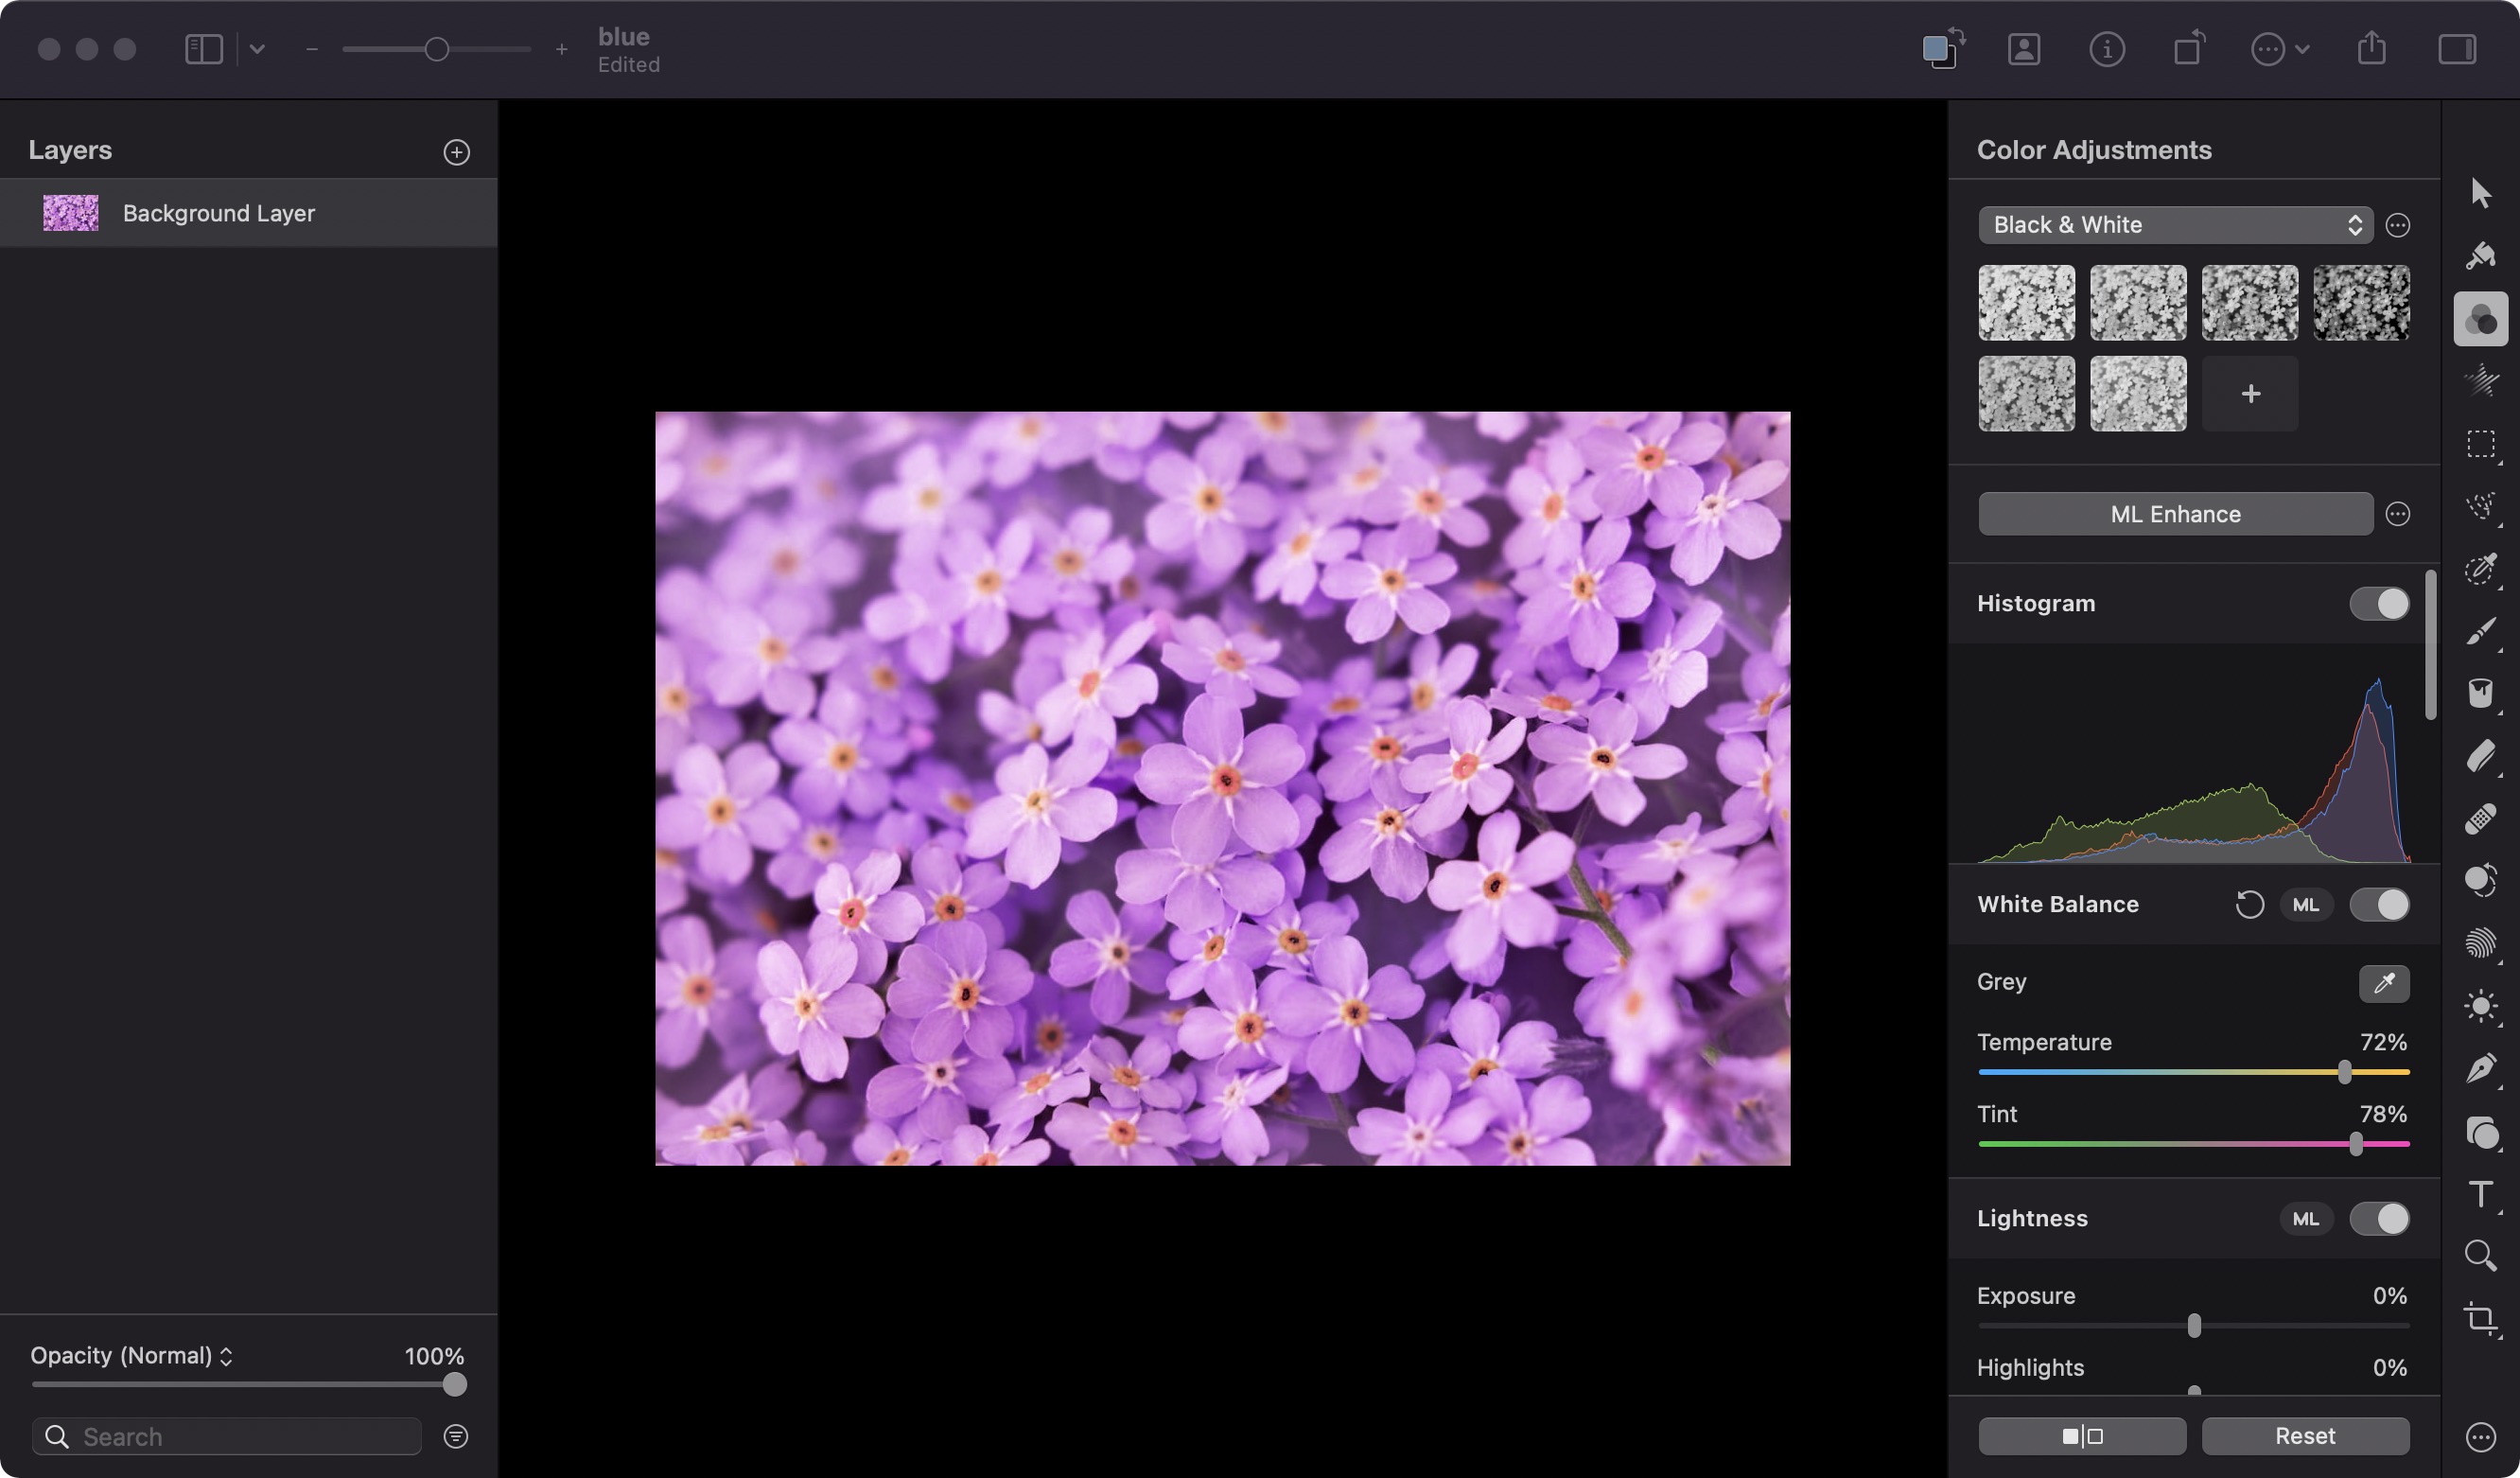 blue
Edited
Layers
Background Layer
Opacity (Normal)
100%
Search
Color Adjustments
Black & White
ML Enhance
Histogram
White Balance
ML
Grey
Temperature
72%
Tint
78%
Lightness
ML
Exposure
0%
Highlights
0%
Reset